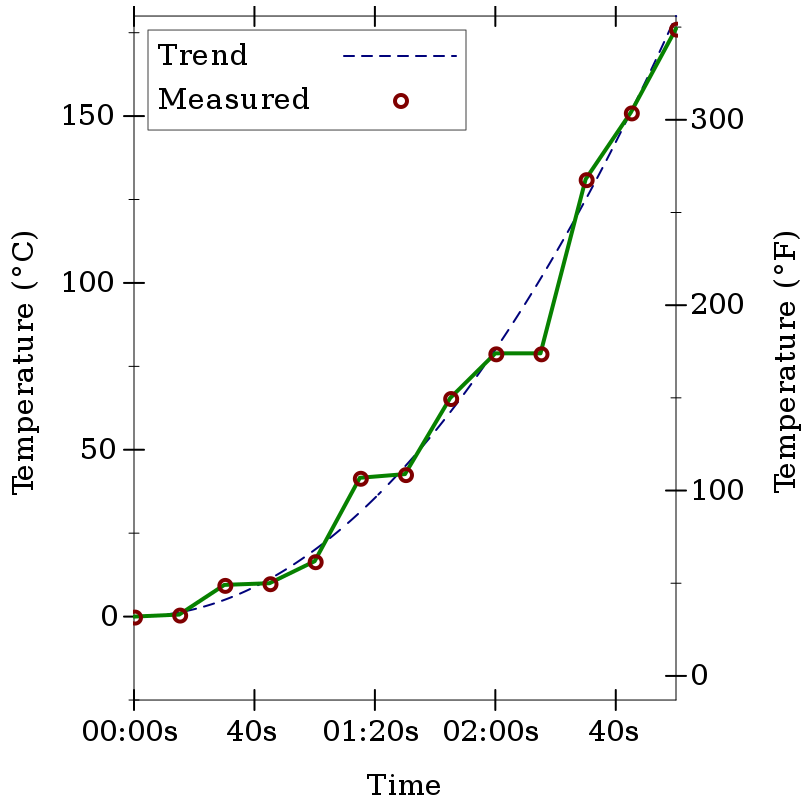 Trend
Measured
150
100
50
0
Temperature (°C)
300
200
100
0
Temperature (°F)
00:00s 40s 01:20s 02:00s 40s
Time